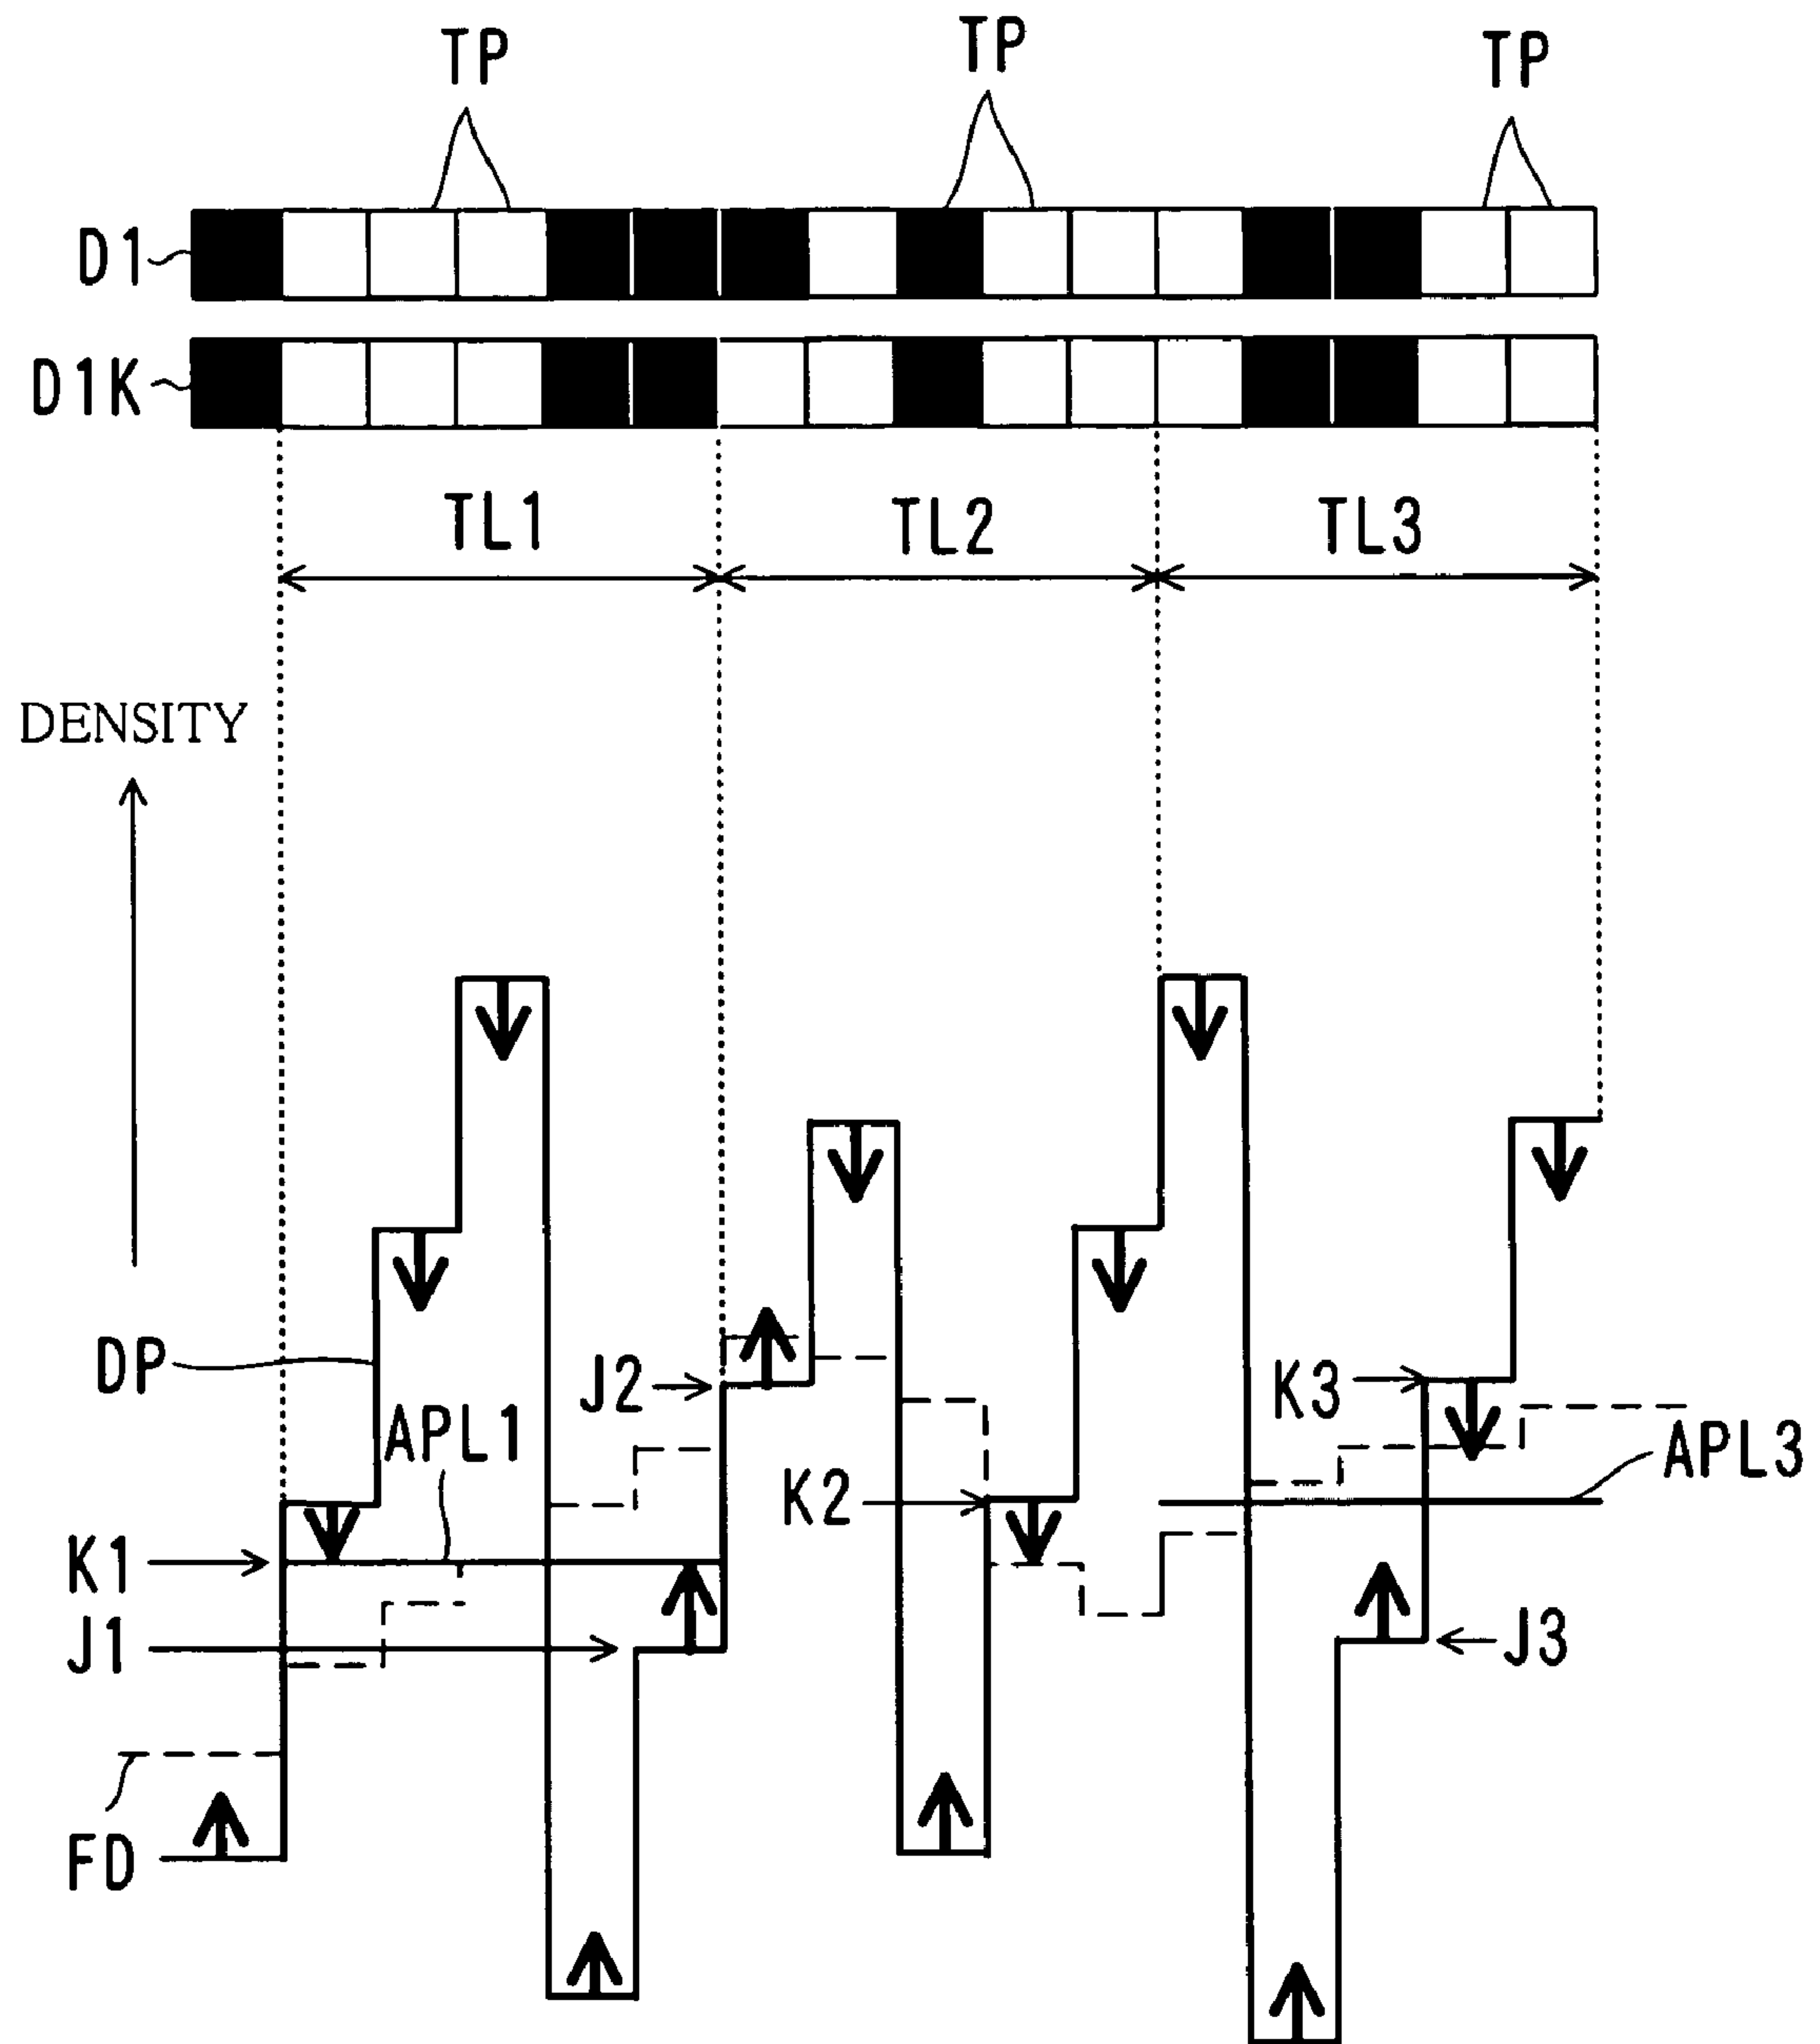 TP TP TP
D1
D1K
TL1 TL2 TL3
DENSITY
DP
J2
K3
APL1
APL3
K2
K1
J1
J3
FD